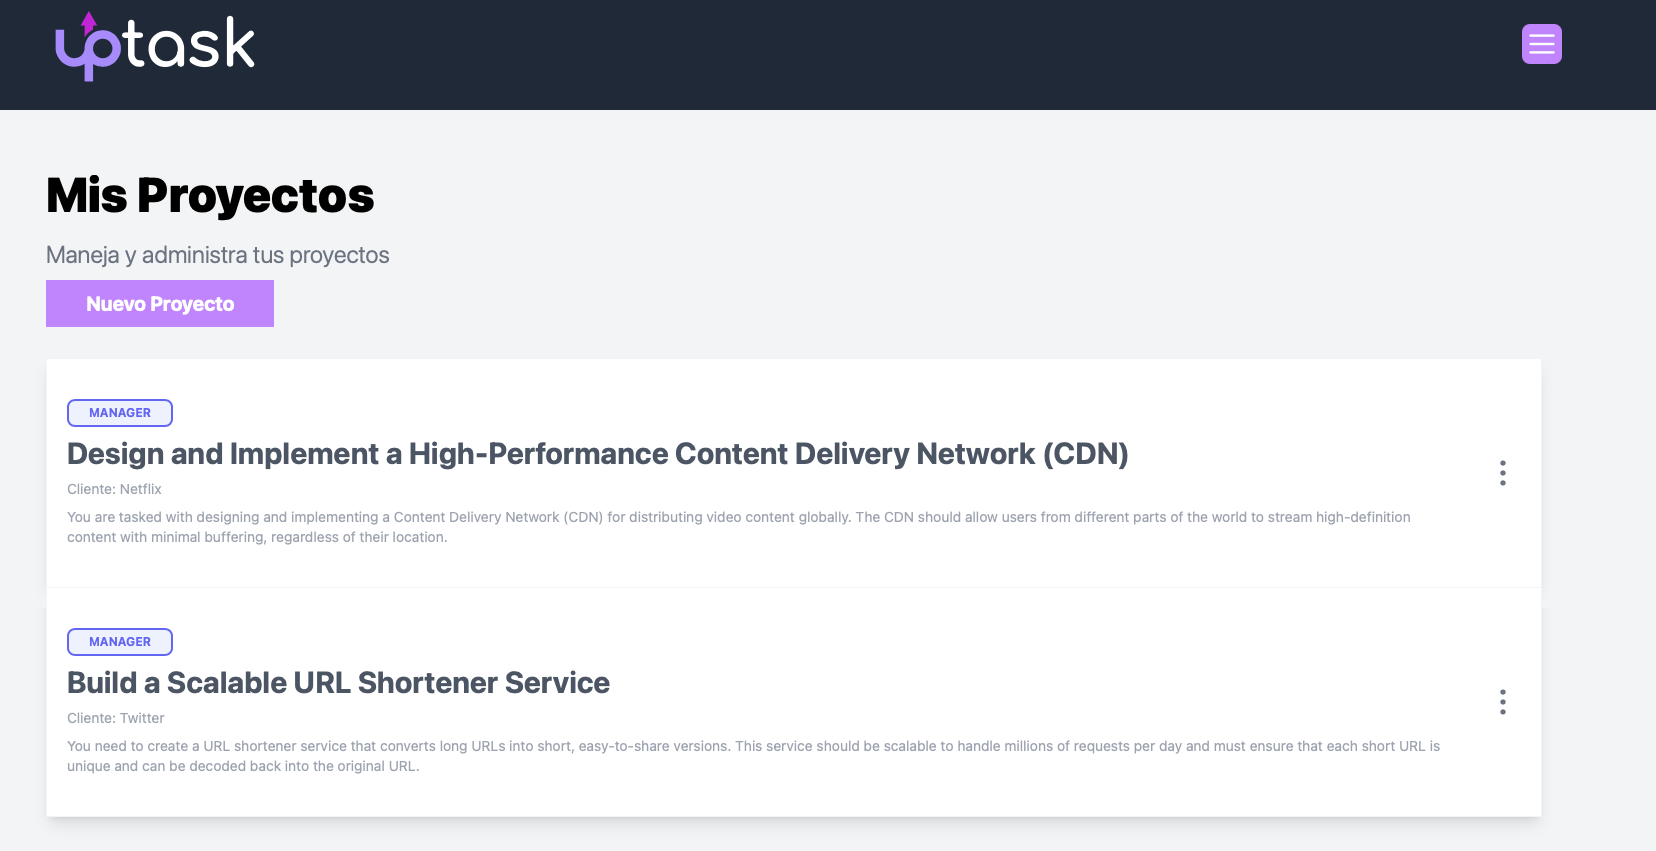 uptask
Mis Proyectos
Maneja y administra tus proyectos
Nuevo Proyecto
MANAGER
Design and Implement a High-Performance Content Delivery Network (CDN)
Cliente: Netflix
You are tasked with designing and implementing a Content Delivery Network (CDN) for distributing video content globally. The CDN should allow users from different parts of the world to stream high-definition
content with minimal buffering, regardless of their location.
MANAGER
Build a Scalable URL Shortener Service
Cliente: Twitter
You need to create a URL shortener service that converts long URLs into short, easy-to-share versions. This service should be scalable to handle millions of requests per day and must ensure that each short URL is
unique and can be decoded back into the original URL.